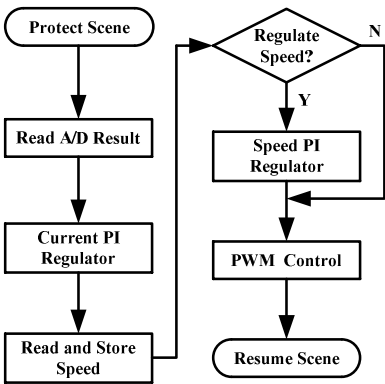 Protect Scene
Read A/D Result
Current PI
Regulator
Read and Store
Speed
Regulate
Speed?
N
Y
Speed PI
Regulator
PWM Control
Resume Scene